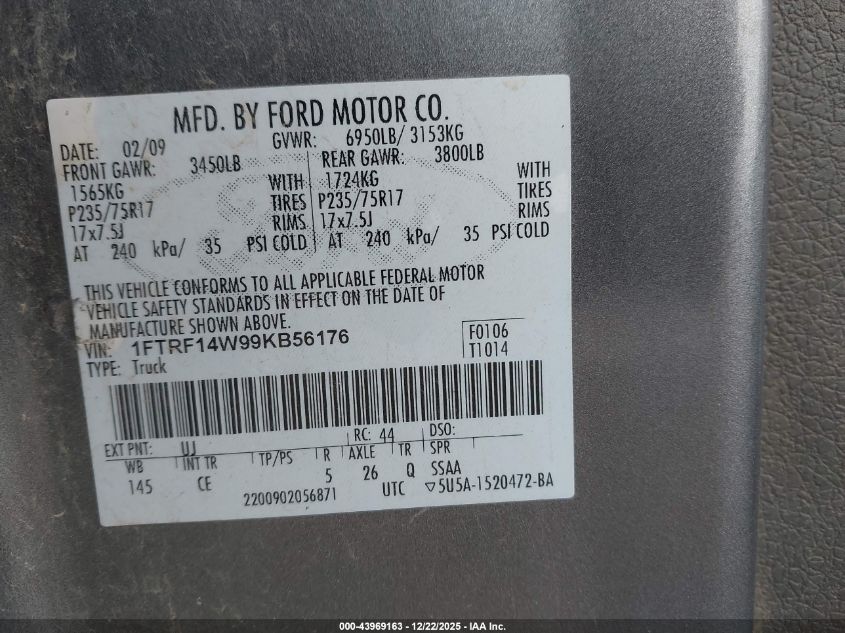 MFD. BY FORD MOTOR CO.
DATE: 02/09 GVWR: 6950LB/ 3153KG
FRONT GAWR: 3450LB REAR GAWR: 3800LB
1565KG WITH 1724KG WITH
P235/75R17 TIRES P235/75R17 TIRES
17x7.5J RIMS 17x7.5J RIMS
AT 240 kPa/ 35 PSI COLD AT 240 kPa/ 35 PSI COLD
THIS VEHICLE CONFORMS TO ALL APPLICABLE FEDERAL MOTOR
VEHICLE SAFETY STANDARDS IN EFFECT ON THE DATE OF
MANUFACTURE SHOWN ABOVE.
VIN: 1FTRF14W99KB56176 F0106
TYPE: Truck T1014
EXT PNT: UJ RC: 44 DSO:
WB INT TR TP/PS R AXLE TR SPR
145 CE 5 26 Q SSAA
2200902056871 UTC ▽5U5A-1520472-BA
000-43969163 - 12/22/2025 - IAA Inc.